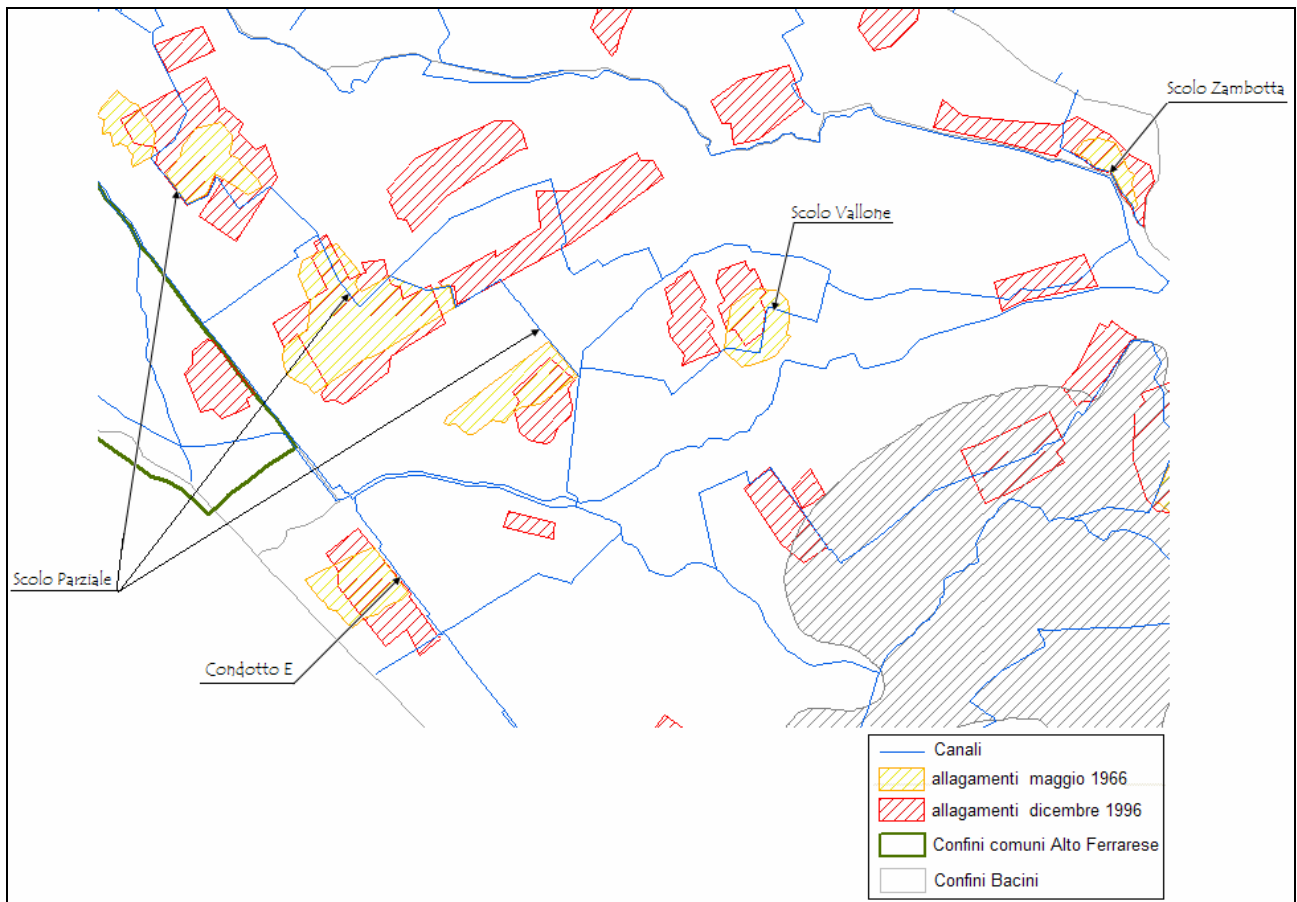 Scolo Zambotta
Scolo Vallone
Scolo Parziale
Condotto E
Canali
allagamenti maggio 1966
allagamenti dicembre 1996
Confini comuni Alto Ferrarese
Confini Bacini